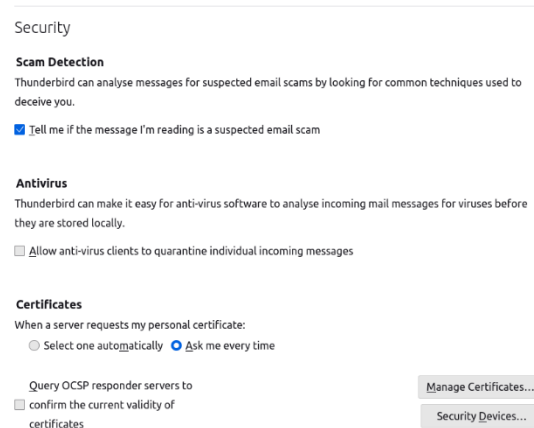 Security
Scam Detection
Thunderbird can analyse messages for suspected email scams by looking for common techniques used to
deceive you.
Tell me if the message I'm reading is a suspected email scam
Antivirus
Thunderbird can make it easy for anti-virus software to analyse incoming mail messages for viruses before
they are stored locally.
Allow anti-virus clients to quarantine individual incoming messages
Certificates
When a server requests my personal certificate:
Select one automatically Ask me every time
Query OCSP responder servers to
confirm the current validity of
certificates
Manage Certificates...
Security Devices...